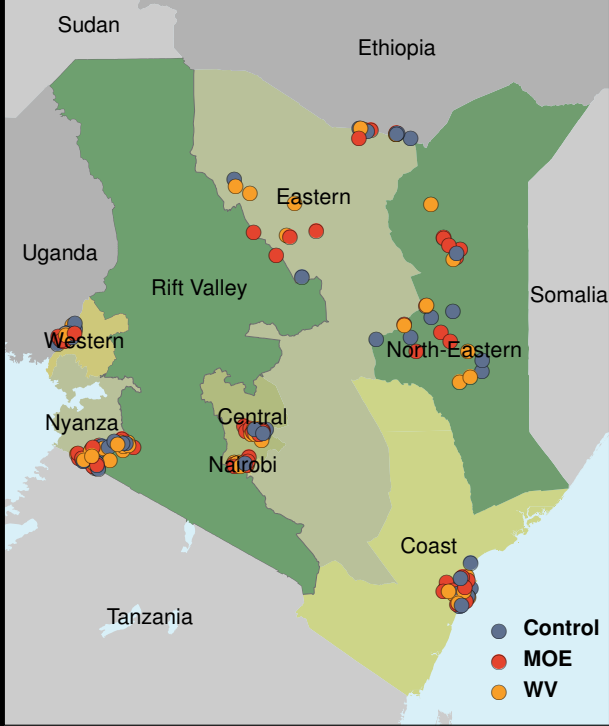 Sudan
Ethiopia
Eastern
Uganda
Rift Valley
Somalia
Western
North-Eastern
Nyanza
Central
Nairobi
Coast
Tanzania
Control
MOE
WV